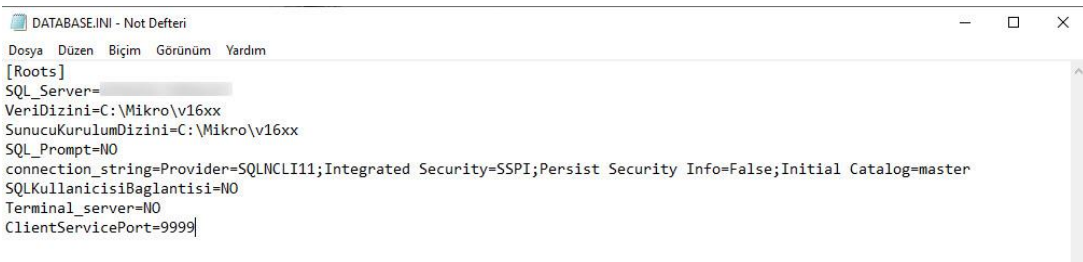 DATABASE.INI - Not Defteri
Dosya Düzen Biçim Görünüm Yardım
[Roots]
SQL_Server=
VeriDizini=C:\Mikro\v16xx
SunucuKurulumDizini=C:\Mikro\v16xx
SQL_Prompt=NO
connection_string=Provider=SQLNCLI11;Integrated Security=SSPI;Persist Security Info=False;Initial Catalog=master
SQLKullanicisiBaglantisi=NO
Terminal_server=NO
ClientServicePort=9999